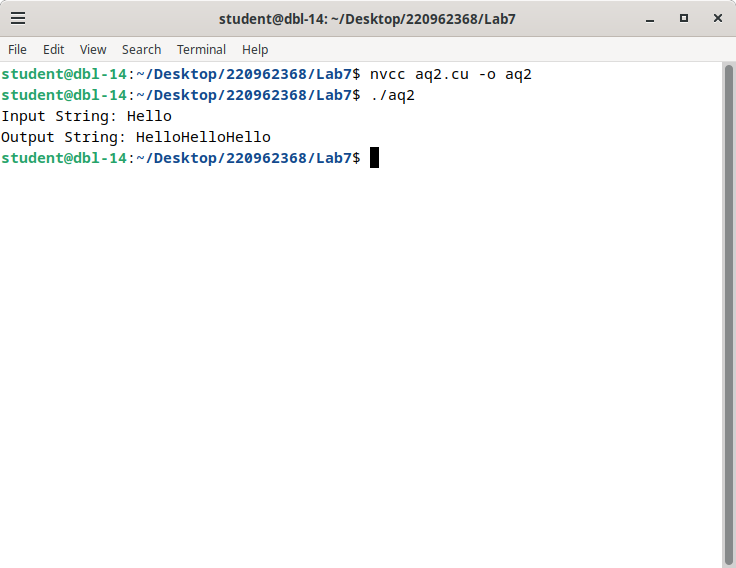 student@dbl-14: ~/Desktop/220962368/Lab7
File Edit View Search Terminal Help
student@dbl-14:~/Desktop/220962368/Lab7$ nvcc aq2.cu -o aq2
student@dbl-14:~/Desktop/220962368/Lab7$ ./aq2
Input String: Hello
Output String: HelloHelloHello
student@dbl-14:~/Desktop/220962368/Lab7$